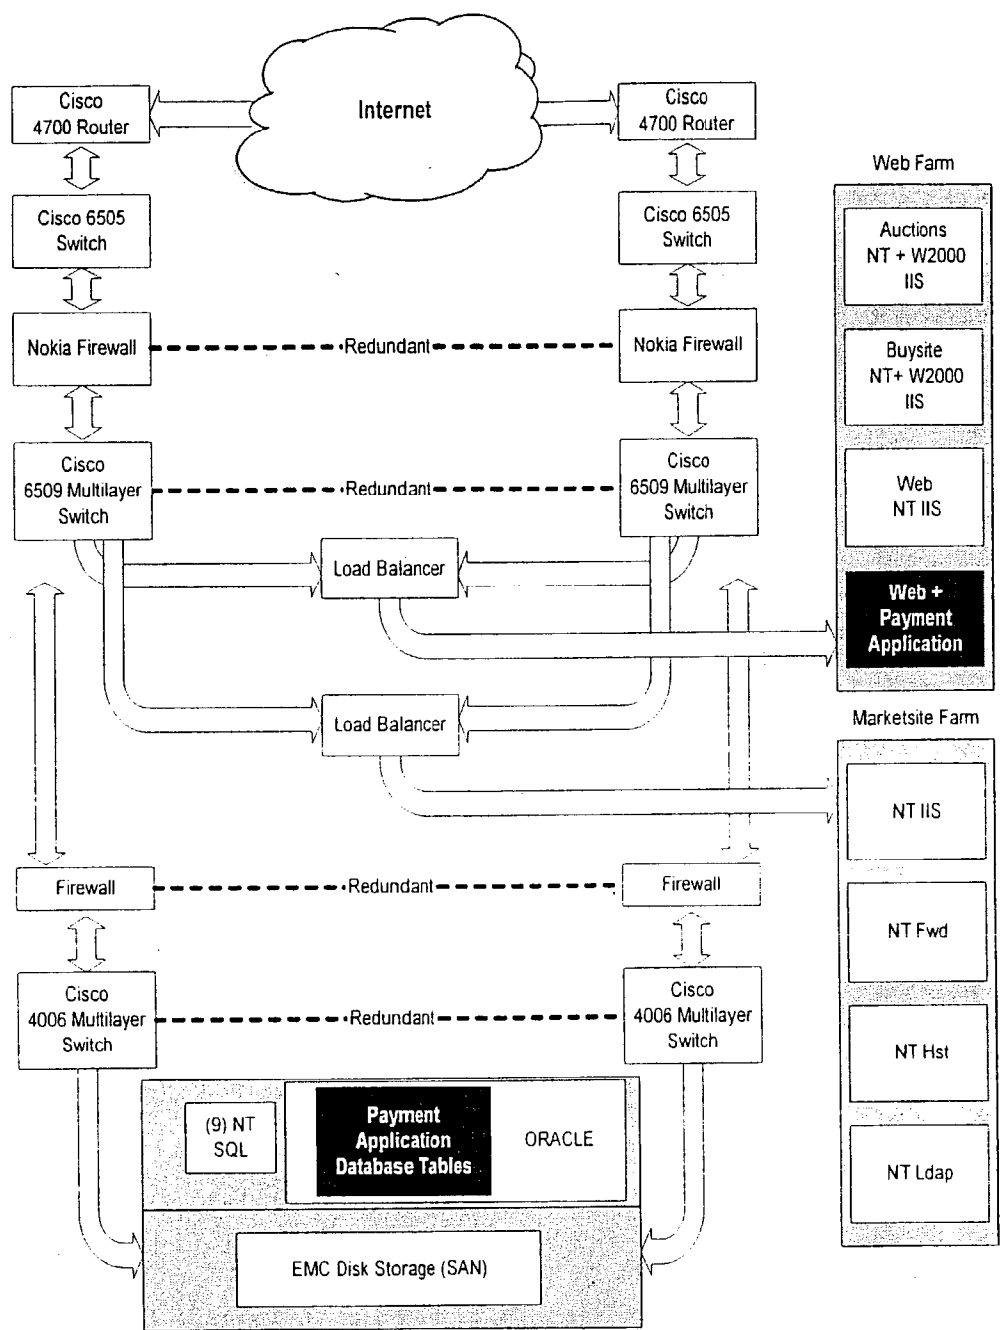 Internet
Cisco
4700 Router
Cisco
4700 Router
Cisco 6505
Switch
Cisco 6505
Switch
Nokia Firewall
Redundant
Nokia Firewall
Cisco
6509 Multilayer
Switch
Redundant
Cisco
6509 Multilayer
Switch
Load Balancer
Load Balancer
Firewall
Redundant
Firewall
Cisco
4006 Multilayer
Switch
Redundant
Cisco
4006 Multilayer
Switch
(9) NT
SQL
Payment
Application
Database Tables
ORACLE
EMC Disk Storage (SAN)
Web Farm
Auctions
NT + W2000
IIS
Buysite
NT+ W2000
IIS
Web
NT IIS
Web +
Payment
Application
Marketsite Farm
NT IIS
NT Fwd
NT Hst
NT Ldap